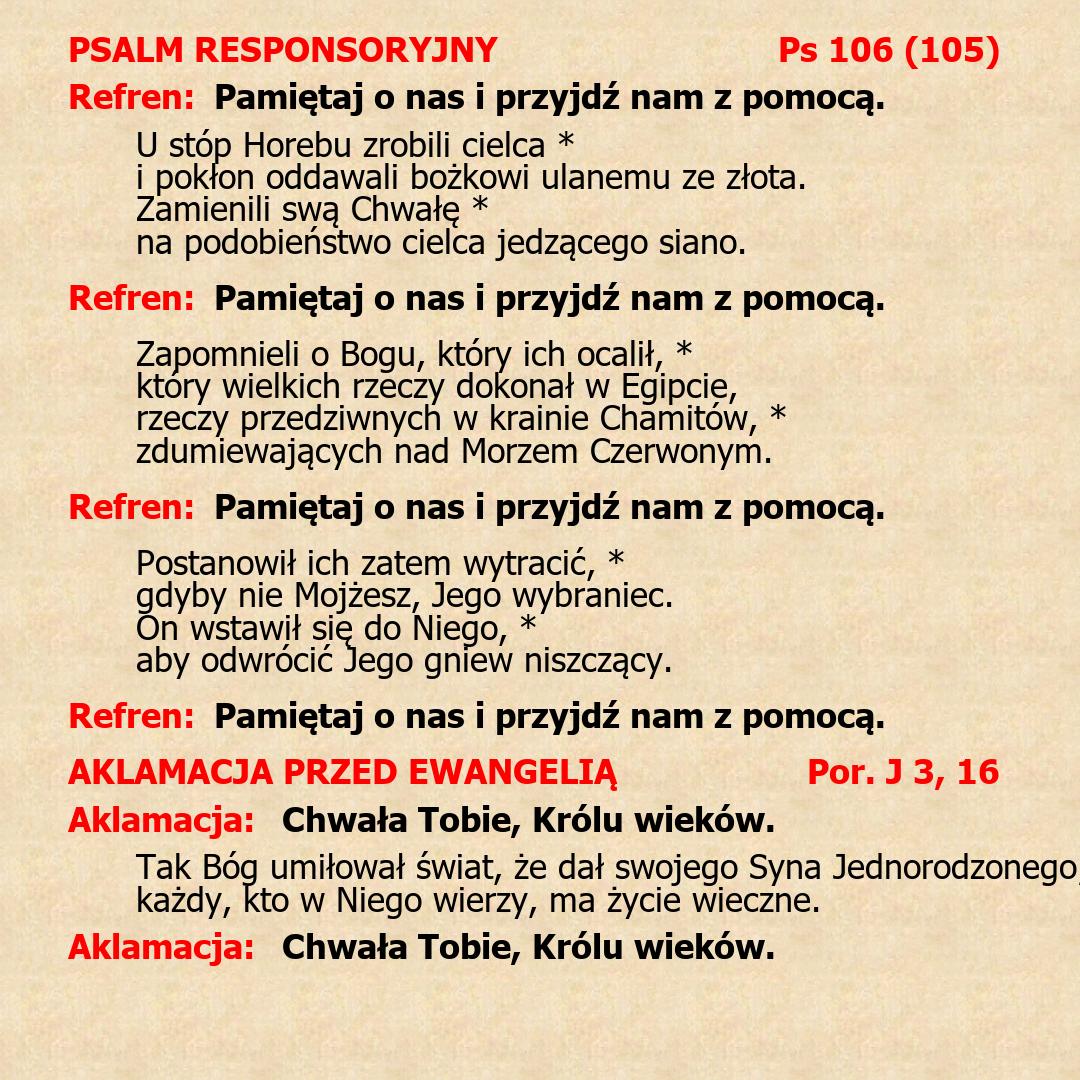 PSALM RESPONSORYJNY Ps 106 (105)
Refren: Pamiętaj o nas i przyjdź nam z pomocą.
U stóp Horebu zrobili cielca *
i pokłon oddawali bożkowi ulanemu ze złota.
Zamienili swą Chwałę *
na podobieństwo cielca jedzącego siano.
Refren: Pamiętaj o nas i przyjdź nam z pomocą.
Zapomnieli o Bogu, który ich ocalił, *
który wielkich rzeczy dokonał w Egipcie,
rzeczy przedziwnych w krainie Chamitów, *
zdumiewających nad Morzem Czerwonym.
Refren: Pamiętaj o nas i przyjdź nam z pomocą.
Postanowił ich zatem wytracić, *
gdyby nie Mojżesz, Jego wybraniec.
On wstawił się do Niego, *
aby odwrócić Jego gniew niszczący.
Refren: Pamiętaj o nas i przyjdź nam z pomocą.
AKLAMACJA PRZED EWANGELIĄ Por. J 3, 16
Aklamacja: Chwała Tobie, Królu wieków.
Tak Bóg umiłował świat, że dał swojego Syna Jednorodzonego,
każdy, kto w Niego wierzy, ma życie wieczne.
Aklamacja: Chwała Tobie, Królu wieków.